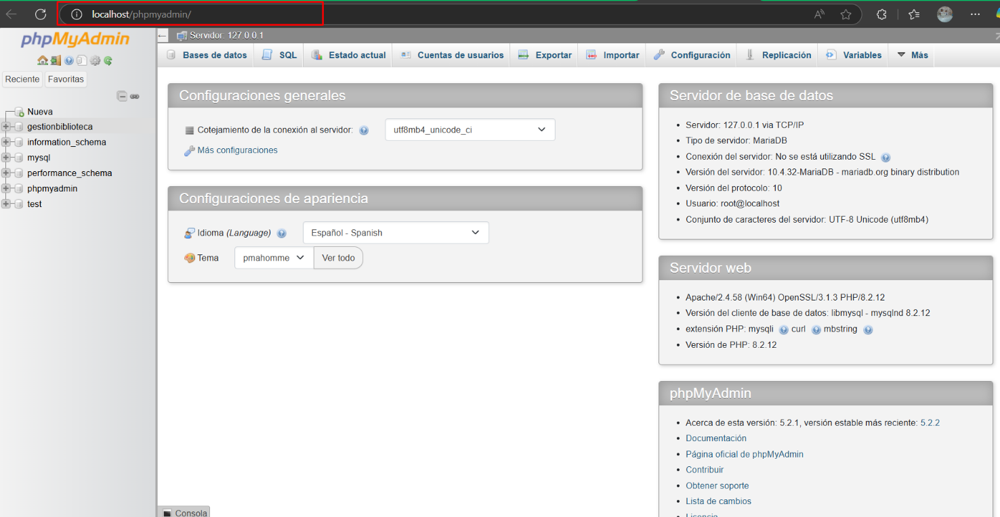 localhost/phpmyadmin/
phpMyAdmin
Reciente
Favoritas
Nueva
gestionbiblioteca
information_schema
mysql
performance_schema
phpmyadmin
test
Servidor: 127.0.0.1
Bases de datos
SQL
Estado actual
Cuentas de usuarios
Exportar
Importar
Configuración
Replicación
Variables
Más
Configuraciones generales
Cotejamiento de la conexión al servidor:
utf8mb4_unicode_ci
Más configuraciones
Configuraciones de apariencia
Idioma (Language)
Español - Spanish
Tema
pmahomme
Ver todo
Servidor de base de datos
Servidor: 127.0.0.1 via TCP/IP
Tipo de servidor: MariaDB
Conexión del servidor: No se está utilizando SSL
Versión del servidor: 10.4.32-MariaDB - mariadb.org binary distribution
Versión del protocolo: 10
Usuario: root@localhost
Conjunto de caracteres del servidor: UTF-8 Unicode (utf8mb4)
Servidor web
Apache/2.4.58 (Win64) OpenSSL/3.1.3 PHP/8.2.12
Versión del cliente de base de datos: libmysql - mysqlnd 8.2.12
extensión PHP: mysqli curl mbstring
Versión de PHP: 8.2.12
phpMyAdmin
Acerca de esta versión: 5.2.1, versión estable más reciente: 5.2.2
Documentación
Página oficial de phpMyAdmin
Contribuir
Obtener soporte
Lista de cambios
Licencia
Consola